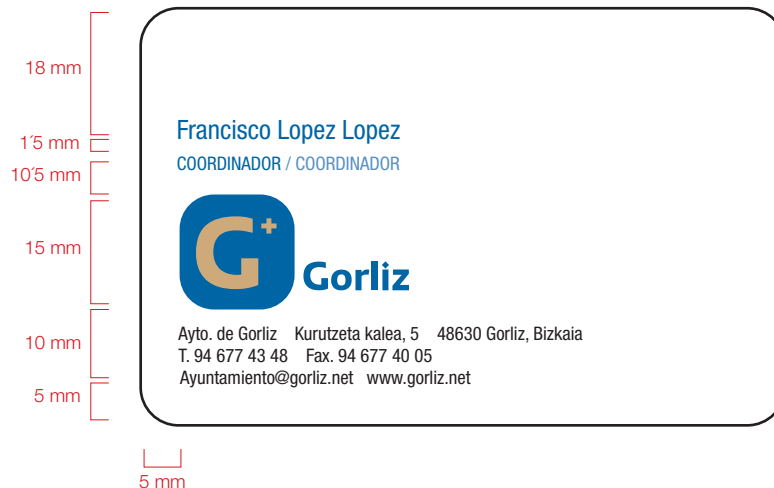 18 mm
1´5 mm
10´5 mm
15 mm
10 mm
5 mm
5 mm
Francisco Lopez Lopez
COORDINADOR / COORDINADOR
G+
Gorliz
Ayto. de Gorliz Kurutzeta kalea, 5 48630 Gorliz, Bizkaia
T. 94 677 43 48 Fax. 94 677 40 05
Ayuntamiento@gorliz.net www.gorliz.net